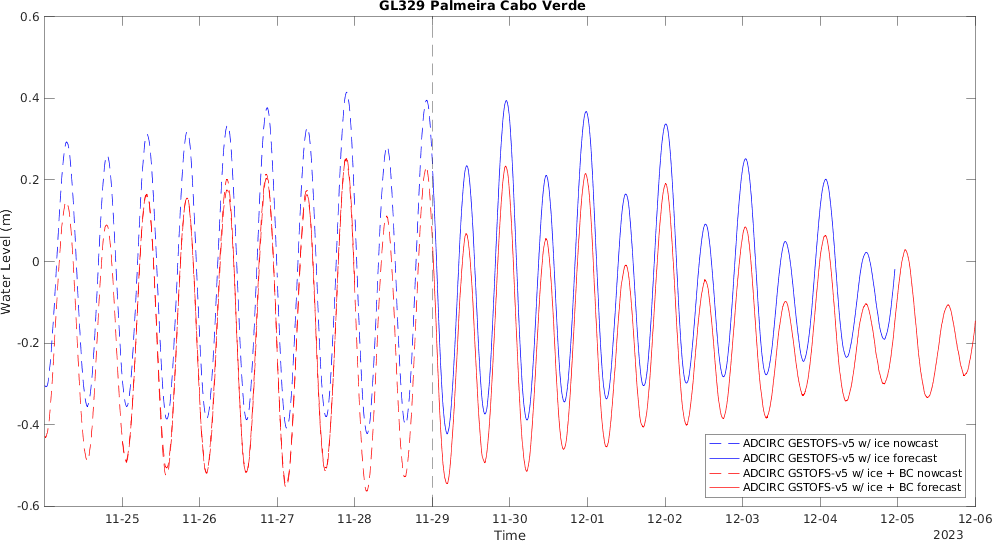 GL329 Palmeira Cabo Verde
0.6
0.4
0.2
0
-0.2
-0.4
-0.6
Water Level (m)
ADCIRC GESTOFS-v5 w/ ice nowcast
ADCIRC GESTOFS-v5 w/ ice forecast
ADCIRC GSTOFS-v5 w/ ice + BC nowcast
ADCIRC GSTOFS-v5 w/ ice + BC forecast
11-25 11-26 11-27 11-28 11-29 11-30 12-01 12-02 12-03 12-04 12-05 12-06
Time
2023